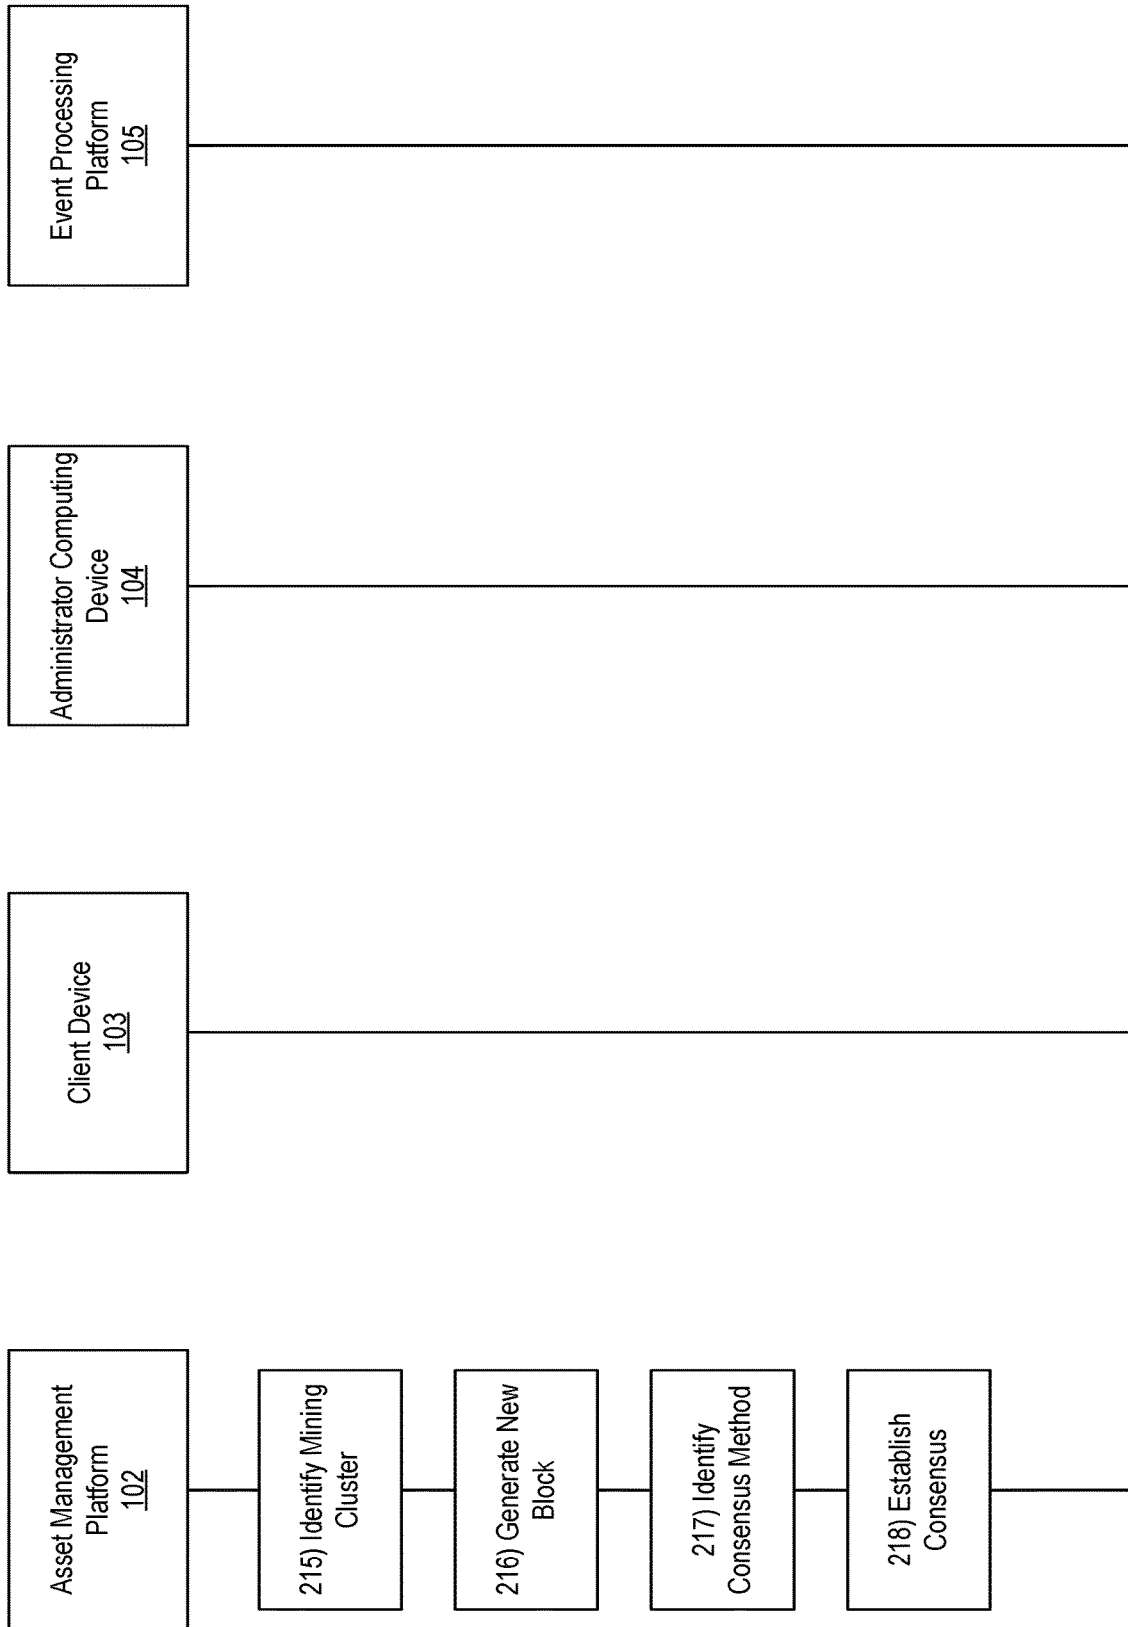 Asset Management
Platform
102
Client Device
103
Administrator Computing
Device
104
Event Processing
Platform
105
215) Identify Mining
Cluster
216) Generate New
Block
217) Identify
Consensus Method
218) Establish
Consensus